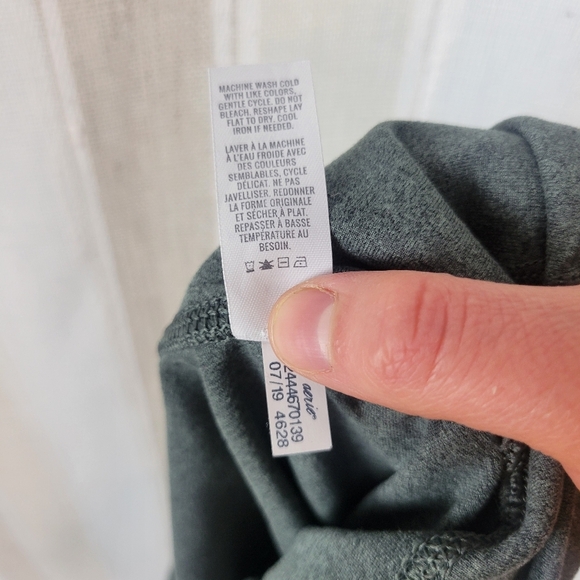 MACHINE WASH COLD
WITH LIKE COLORS,
GENTLE CYCLE. DO NOT
BLEACH, RESHAPE LAY
FLAT TO DRY, COOL
IRON IF NEEDED.
LAVER À LA MACHINE
À L'EAU FROIDE AVEC
DES COULEURS
SEMBLABLES, CYCLE
DÉLICAT. NE PAS
JAVELLISER. REDONNER
LA FORME ORIGINALE
ET SÉCHER À PLAT.
REPASSER À BASSE
TEMPÉRATURE AU
BESOIN.
aerie™
2444670139
07/19 4628